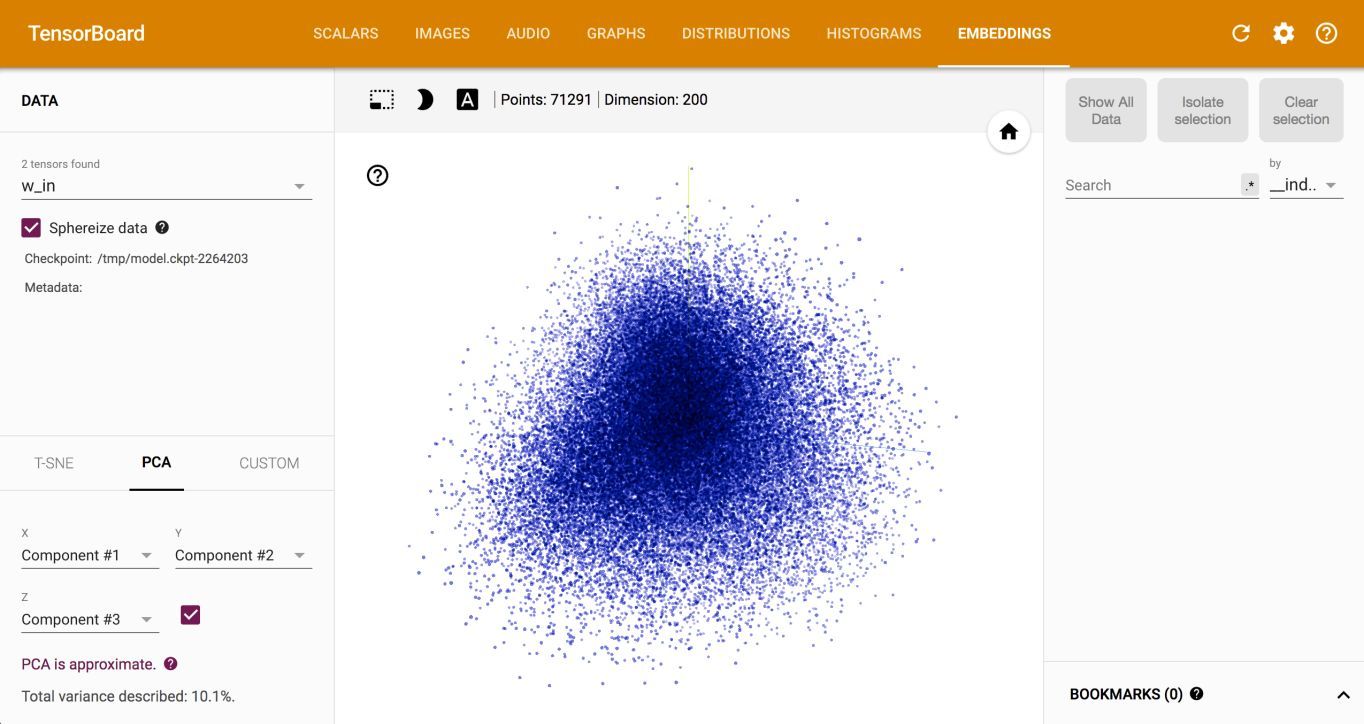 TensorBoard
SCALARS
IMAGES
AUDIO
GRAPHS
DISTRIBUTIONS
HISTOGRAMS
EMBEDDINGS
DATA
2 tensors found
w_in
Sphereize data
Checkpoint: /tmp/model.ckpt-2264203
Metadata:
T-SNE
PCA
CUSTOM
X
Component #1
Y
Component #2
Z
Component #3
PCA is approximate.
Total variance described: 10.1%.
A
Points: 71291
Dimension: 200
Show All
Data
Isolate
selection
Clear
selection
Search
.*
by
__ind..
BOOKMARKS (0)